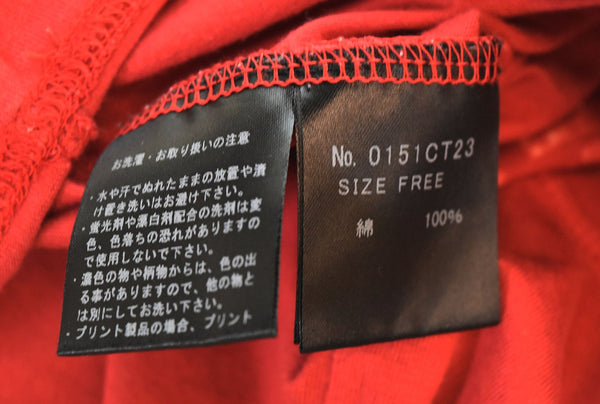 お洗濯・お取り扱いの注意
・水や汗でぬれたままの放置や漬
け置き洗いはお避け下さい。
・蛍光剤や漂白剤配合の洗剤は変
色、色落ちの恐れがありますの
で使用しないで下さい。
・濃色の物や柄物からは、色の出
る事がありますので、他の物と
は別にしてお洗い下さい。
・プリント製品の場合、プリント
No. 0151CT23
SIZE FREE
綿 100%